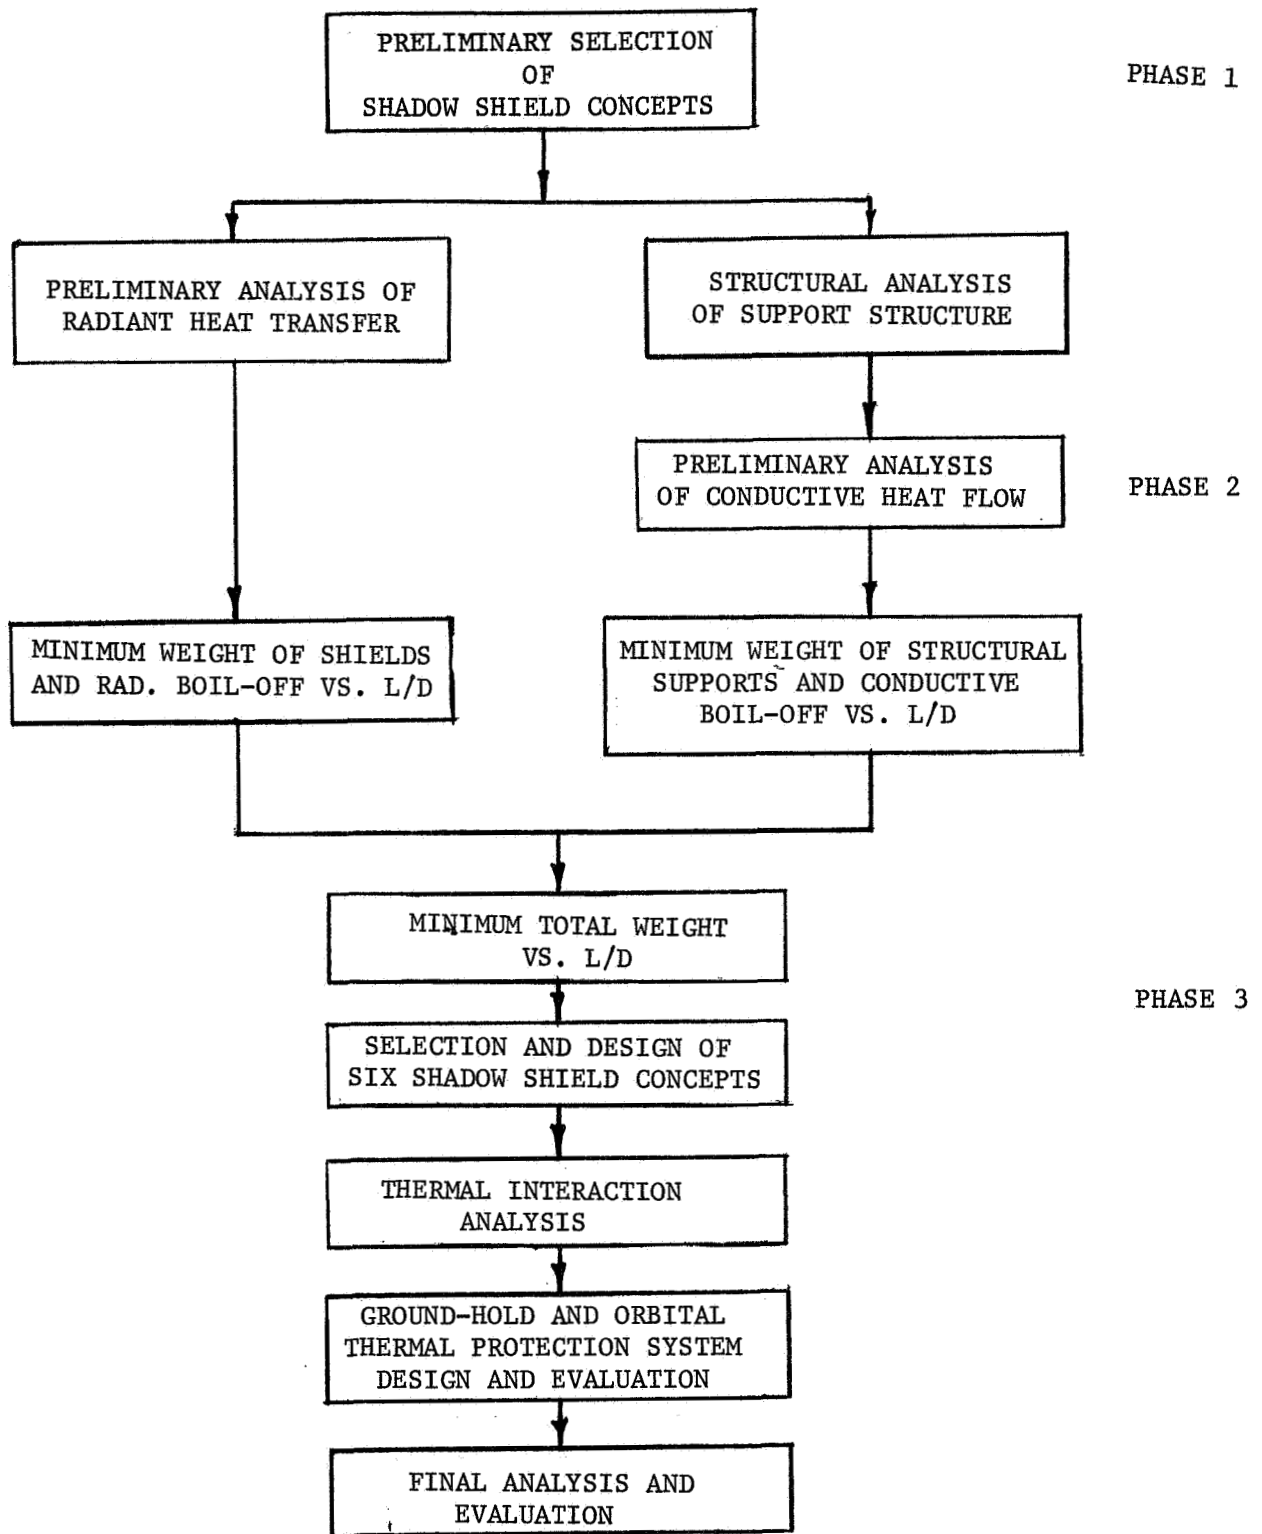 PRELIMINARY SELECTION
OF
SHADOW SHIELD CONCEPTS
PHASE 1
PRELIMINARY ANALYSIS OF
RADIANT HEAT TRANSFER
STRUCTURAL ANALYSIS
OF SUPPORT STRUCTURE
PRELIMINARY ANALYSIS
OF CONDUCTIVE HEAT FLOW
PHASE 2
MINIMUM WEIGHT OF SHIELDS
AND RAD. BOIL-OFF VS. L/D
MINIMUM WEIGHT OF STRUCTURAL
SUPPORTS AND CONDUCTIVE
BOIL-OFF VS. L/D
MINIMUM TOTAL WEIGHT
VS. L/D
PHASE 3
SELECTION AND DESIGN OF
SIX SHADOW SHIELD CONCEPTS
THERMAL INTERACTION
ANALYSIS
GROUND-HOLD AND ORBITAL
THERMAL PROTECTION SYSTEM
DESIGN AND EVALUATION
FINAL ANALYSIS AND
EVALUATION